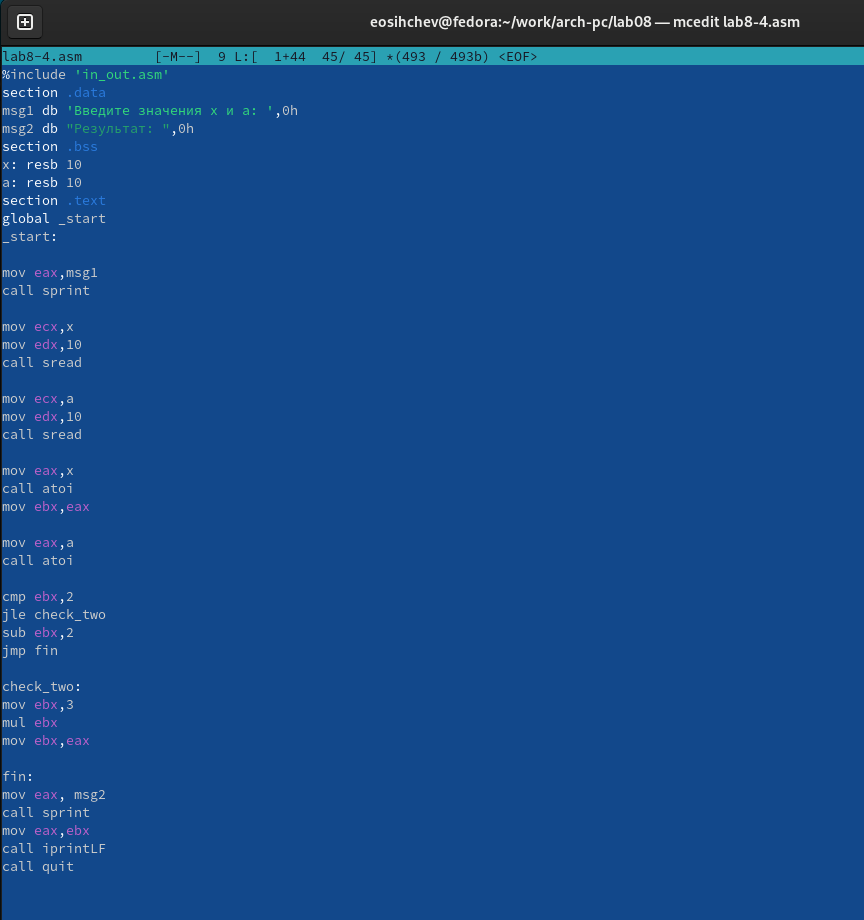 eosihchev@fedora:~/work/arch-pc/lab08 — mcedit lab8-4.asm
lab8-4.asm [-M--] 9 L:[ 1+44 45/ 45] *(493 / 493b) <EOF>
%include 'in_out.asm'
section .data
msg1 db 'Введите значения x и a: ',0h
msg2 db "Результат: ",0h
section .bss
x: resb 10
a: resb 10
section .text
global _start
_start:
mov eax,msg1
call sprint
mov ecx,x
mov edx,10
call sread
mov ecx,a
mov edx,10
call sread
mov eax,x
call atoi
mov ebx,eax
mov eax,a
call atoi
cmp ebx,2
jle check_two
sub ebx,2
jmp fin
check_two:
mov ebx,3
mul ebx
mov ebx,eax
fin:
mov eax, msg2
call sprint
mov eax,ebx
call iprintLF
call quit